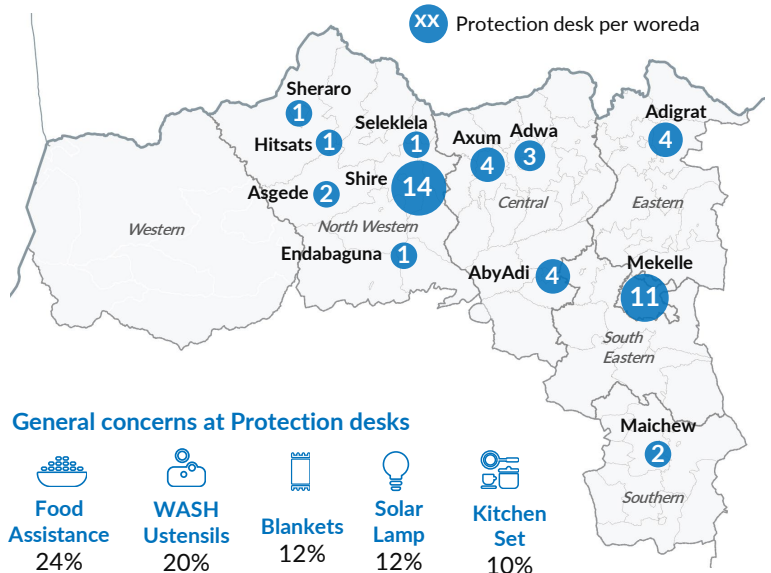 XX Protection desk per woreda
Sheraro
1
Hitsats 1
Seleklela
1
Axum
4
Adwa
3
Adigrat
4
Asgede 2
Shire 14
Western
North Western
Central
Eastern
Endabaguna 1
AbyAdi 4
Mekelle
11
South
Eastern
General concerns at Protection desks
Maichew
2
Southern
Food
Assistance
24%
WASH
Ustensils
20%
Blankets
12%
Solar
Lamp
12%
Kitchen
Set
10%